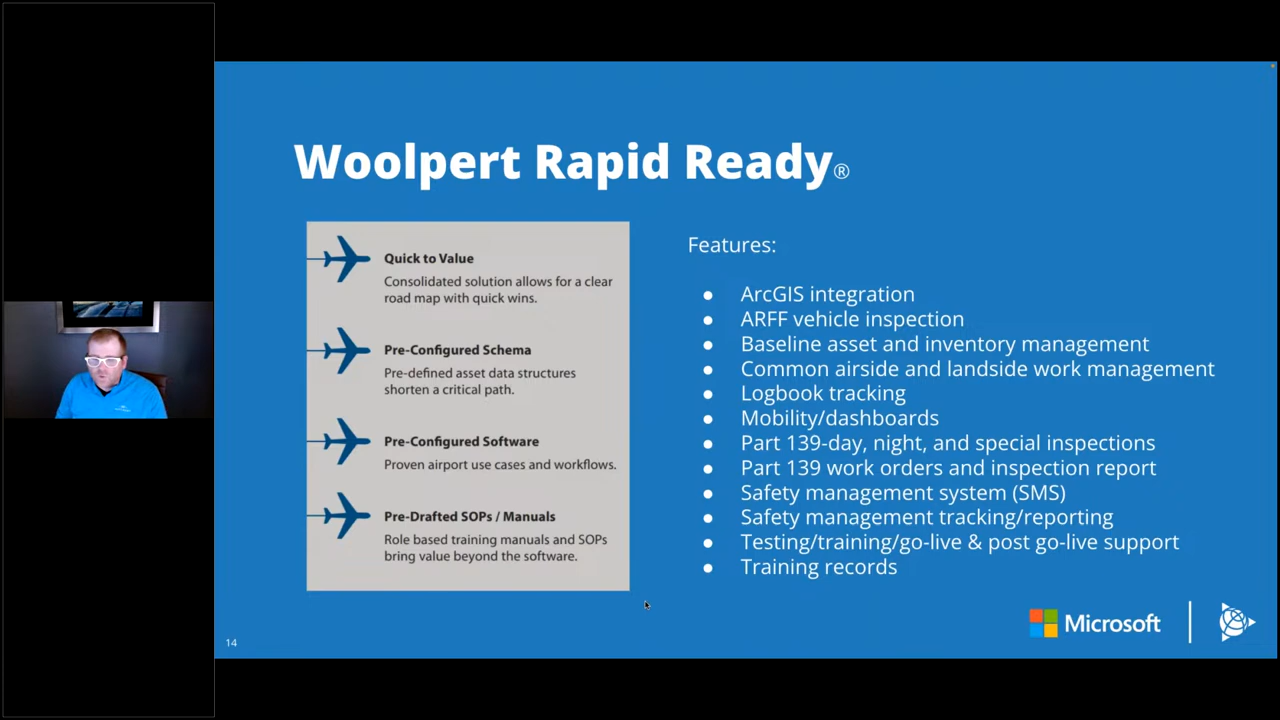 Woolpert Rapid Ready®
Quick to Value
Consolidated solution allows for a clear
road map with quick wins.
Pre-Configured Schema
Pre-defined asset data structures
shorten a critical path.
Pre-Configured Software
Proven airport use cases and workflows.
Pre-Drafted SOPs / Manuals
Role based training manuals and SOPs
bring value beyond the software.
Features:
● ArcGIS integration
● ARFF vehicle inspection
● Baseline asset and inventory management
● Common airside and landside work management
● Logbook tracking
● Mobility/dashboards
● Part 139-day, night, and special inspections
● Part 139 work orders and inspection report
● Safety management system (SMS)
● Safety management tracking/reporting
● Testing/training/go-live & post go-live support
● Training records
14
Microsoft